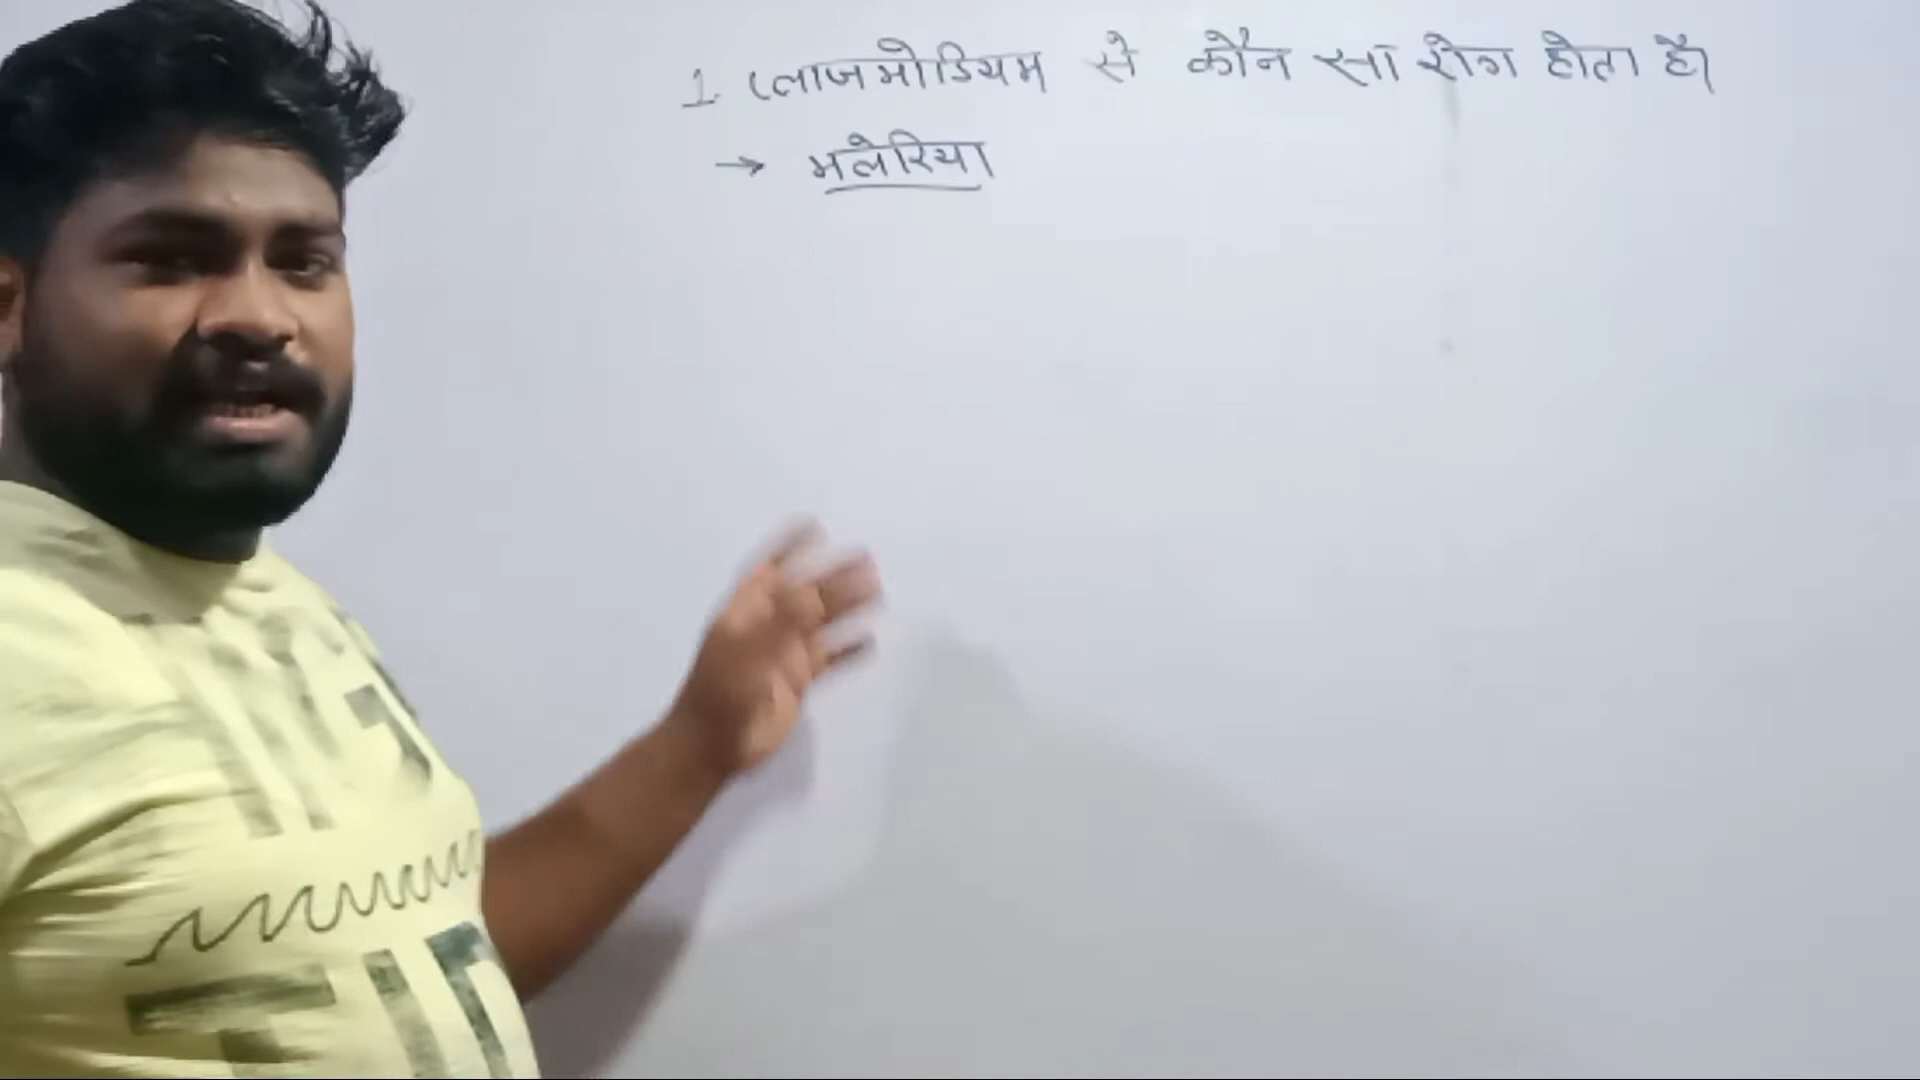 1. प्लाजमोडियम से कौन सा रोग होता है।
→ मलेरिया